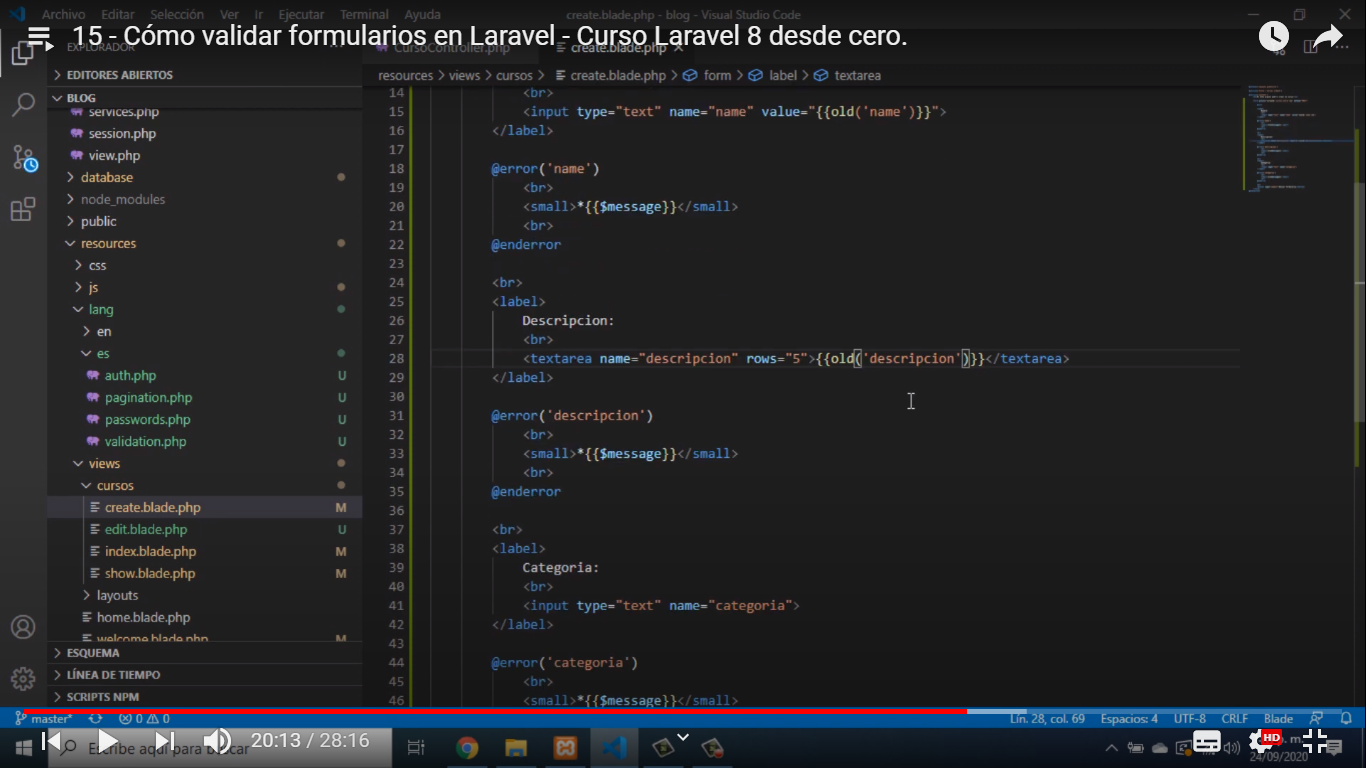 Archivo Editar Selección Ver Ir Ejecutar Terminal Ayuda create.blade.php - blog - Visual Studio Code
15 - Cómo validar formularios en Laravel - Curso Laravel 8 desde cero.
EXPLORADOR CursoController.php create.blade.php
EDITORES ABIERTOS
resources > views > cursos > create.blade.php > form > label > textarea
BLOG
services.php
session.php
view.php
database
node_modules
public
resources
css
js
lang
en
es
auth.php U
pagination.php U
passwords.php U
validation.php U
views
cursos
create.blade.php M
edit.blade.php U
index.blade.php M
show.blade.php M
layouts
home.blade.php
welcome.blade.php M
ESQUEMA
LÍNEA DE TIEMPO
SCRIPTS NPM
14 <br>
15 <input type="text" name="name" value="{{old('name')}}">
16 </label>
17
18 @error('name')
19 <br>
20 <small>*{{$message}}</small>
21 <br>
22 @enderror
23
24 <br>
25 <label>
26 Descripcion:
27 <br>
28 <textarea name="descripcion" rows="5">{{old('descripcion')}}</textarea>
29 </label>
30
31 @error('descripcion')
32 <br>
33 <small>*{{$message}}</small>
34 <br>
35 @enderror
36
37 <br>
38 <label>
39 Categoria:
40 <br>
41 <input type="text" name="categoria">
42 </label>
43
44 @error('categoria')
45 <br>
46 <small>*{{$message}}</small>
master* 0 0 Lín. 28, col. 69 Espacios: 4 UTF-8 CRLF Blade
Escribe aquí para buscar
20:13 / 28:16
HD
24/09/2020